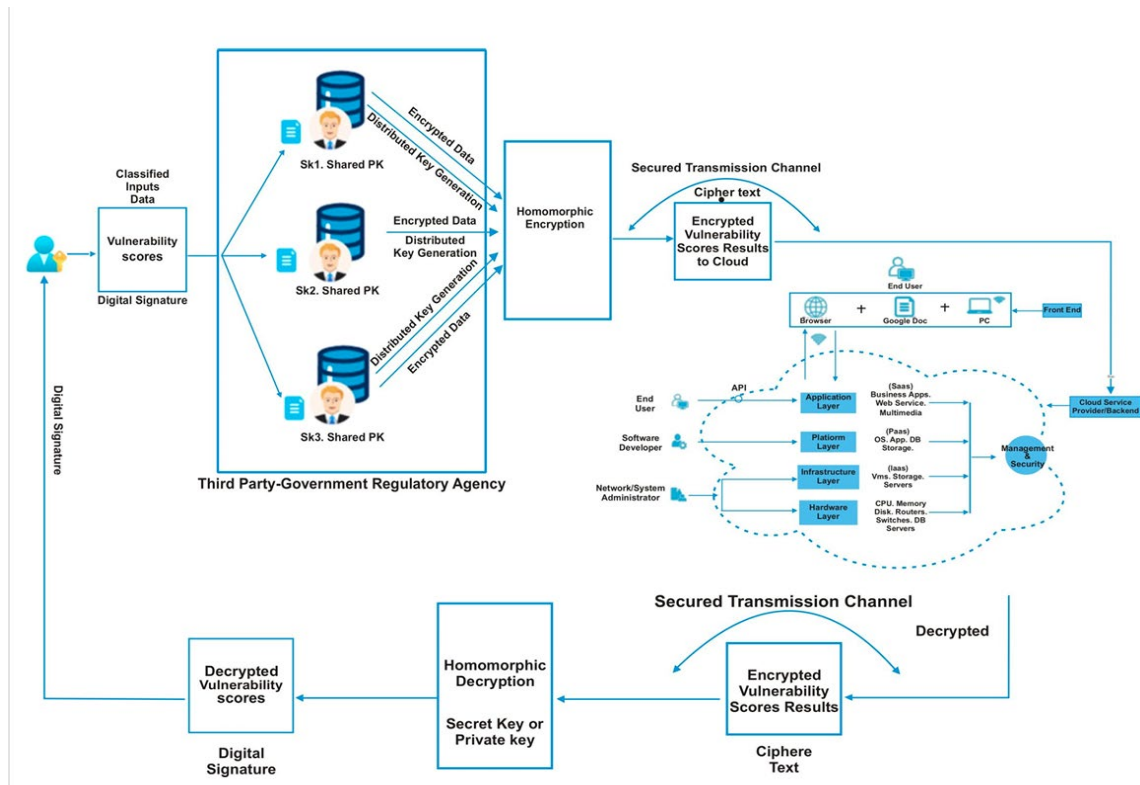 Classified
Inputs
Data
Vulnerability
scores
Digital Signature
Sk1. Shared PK
Sk2. Shared PK
Sk3. Shared PK
Encrypted Data
Distributed Key Generation
Encrypted Data
Distributed
Key Generation
Distributed Key Generation
Encrypted Data
Third Party-Government Regulatory Agency
Homomorphic
Encryption
Secured Transmission Channel
Cipher text
Encrypted
Vulnerability
Scores Results
to Cloud
End User
Browser
+
Google Doc
+
PC
Front End
API
End
User
Application
Layer
(Saas)
Business Apps.
Web Service.
Multimedia
Cloud Service
Provider/Backend
Software
Developer
Platiorm
Layer
(Paas)
OS. App. DB
Storage.
Management
&
Security
Network/System
Administrator
Infrastructure
Layer
(Iaas)
Vms. Storage.
Servers
Hardware
Layer
CPU. Memory
Disk. Routers.
Switches. DB
Servers
Digital Signature
Secured Transmission Channel
Decrypted
Encrypted
Vulnerability
Scores Results
Ciphere
Text
Homomorphic
Decryption
Secret Key or
Private key
Decrypted
Vulnerability
scores
Digital
Signature